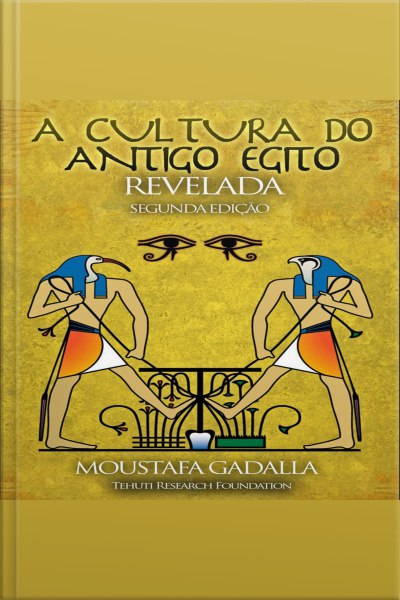 A CULTURA DO
ANTIGO EGITO
REVELADA
SEGUNDA EDIÇÃO
MOUSTAFA GADALLA
TEHUTI RESEARCH FOUNDATION